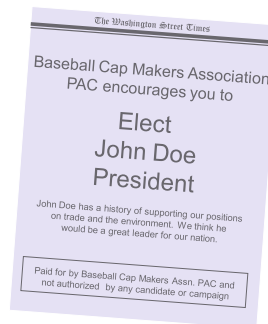 The Washington Street Times
Baseball Cap Makers Association
PAC encourages you to
Elect
John Doe
President
John Doe has a history of supporting our positions
on trade and the environment. We think he
would be a great leader for our nation.
Paid for by Baseball Cap Makers Assn. PAC and
not authorized by any candidate or campaign